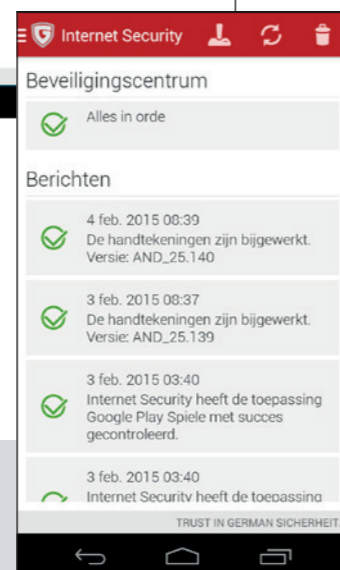 Internet Security
Beveiligingscentrum
Alles in orde
Berichten
4 feb. 2015 08:39
De handtekeningen zijn bijgewerkt.
Versie: AND_25.140
3 feb. 2015 08:37
De handtekeningen zijn bijgewerkt.
Versie: AND_25.139
3 feb. 2015 03:40
Internet Security heeft de toepassing
Google Play Spiele met succes
gecontroleerd.
3 feb. 2015 03:40
Internet Security heeft de toepassing
TRUST IN GERMAN SICHERHEIT.